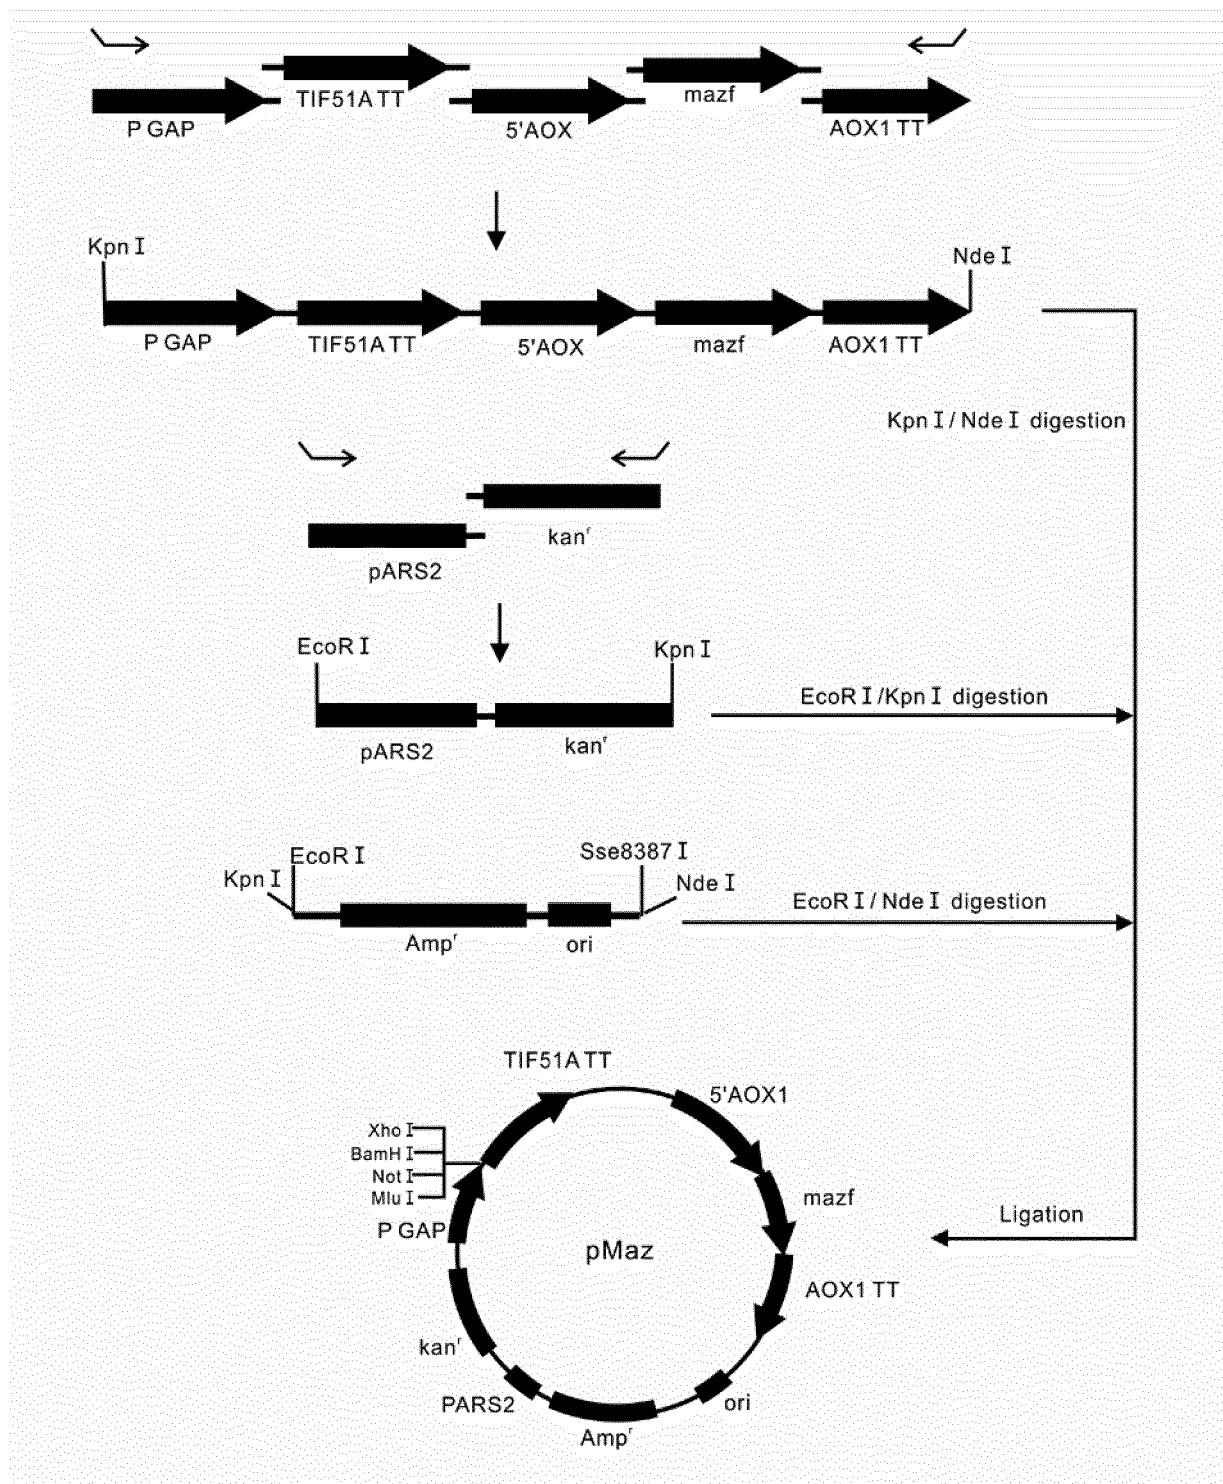 TIF51A TT
mazf
P GAP
5'AOX
AOX1 TT
Kpn I
Nde I
P GAP
TIF51A TT
5'AOX
mazf
AOX1 TT
Kpn I / Nde I digestion
kanʳ
pARS2
EcoR I
Kpn I
EcoR I /Kpn I digestion
pARS2
kanʳ
EcoR I
Sse8387 I
Kpn I
Nde I
EcoR I / Nde I digestion
Ampʳ
ori
TIF51A TT
5'AOX1
Xho I
BamH I
Not I
Mlu I
mazf
P GAP
pMaz
Ligation
AOX1 TT
kanʳ
PARS2
ori
Ampʳ